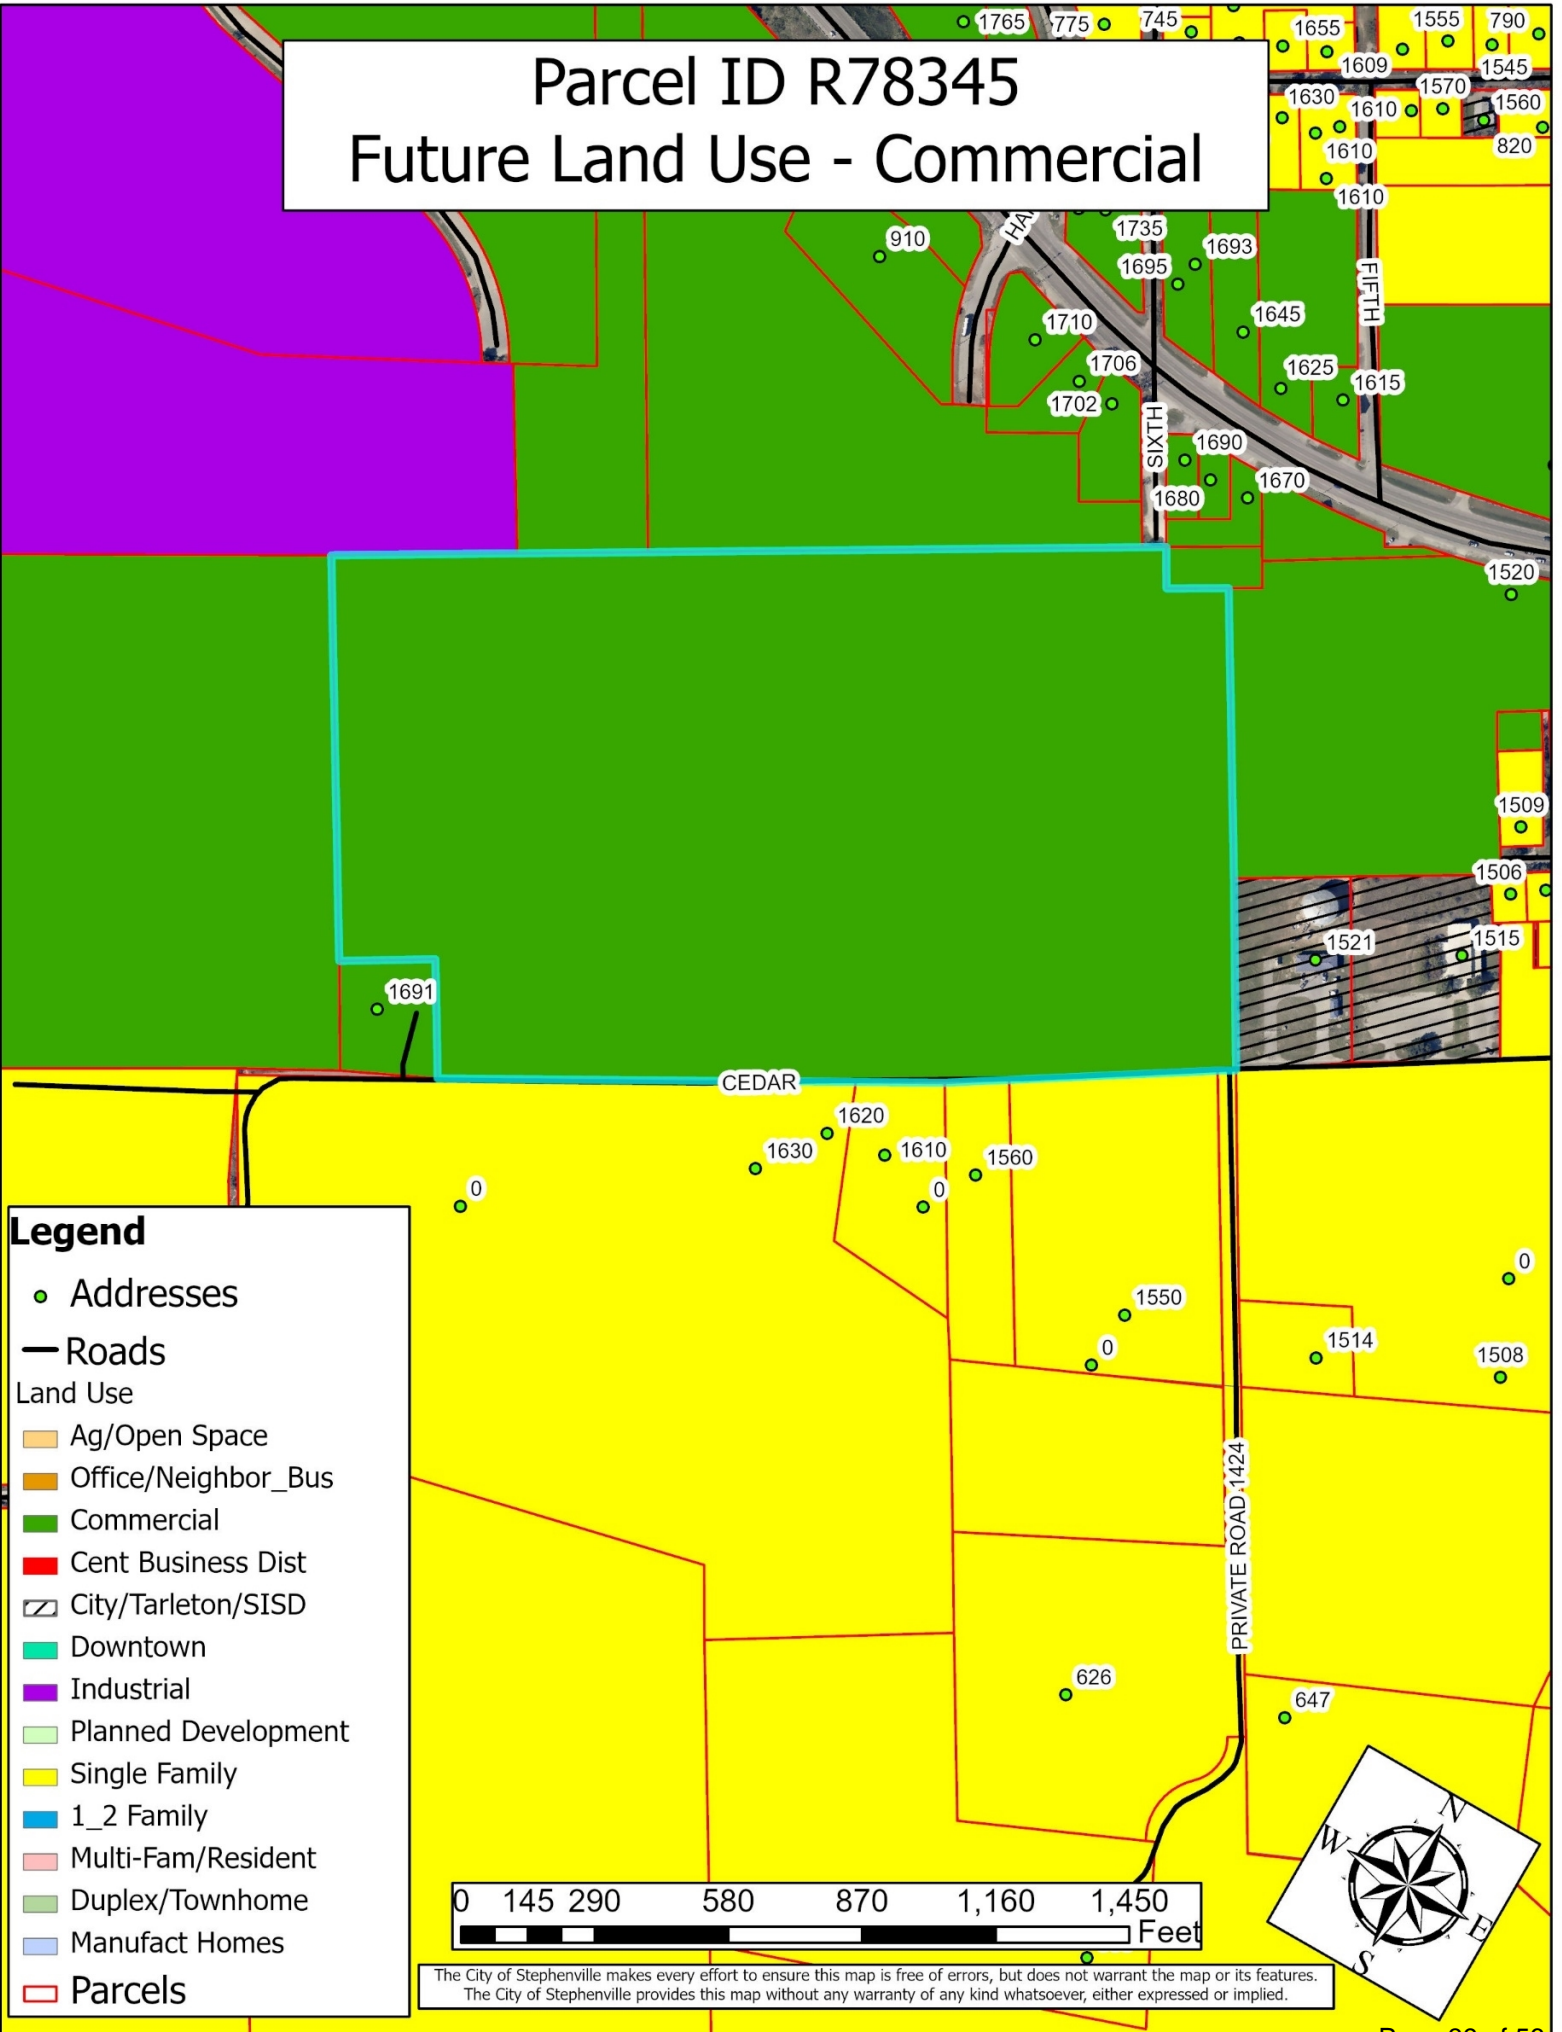 Parcel ID R78345
Future Land Use - Commercial
1765
775
745
1655
1555
790
1609
1545
1570
1630
1610
1560
1610
820
1610
910
1735
1693
1695
FIFTH
1710
1645
1706
1625
1615
1702
SIXTH
1690
1680
1670
1520
1509
1506
1521
1515
1691
CEDAR
1620
1630
1610
1560
0
0
0
1550
0
1514
1508
PRIVATE ROAD 1424
626
647
Legend
Addresses
Roads
Land Use
Ag/Open Space
Office/Neighbor_Bus
Commercial
Cent Business Dist
City/Tarleton/SISD
Downtown
Industrial
Planned Development
Single Family
1_2 Family
Multi-Fam/Resident
Duplex/Townhome
Manufact Homes
Parcels
N
W
E
S
0 145 290 580 870 1,160 1,450
Feet
The City of Stephenville makes every effort to ensure this map is free of errors, but does not warrant the map or its features.
The City of Stephenville provides this map without any warranty of any kind whatsoever, either expressed or implied.